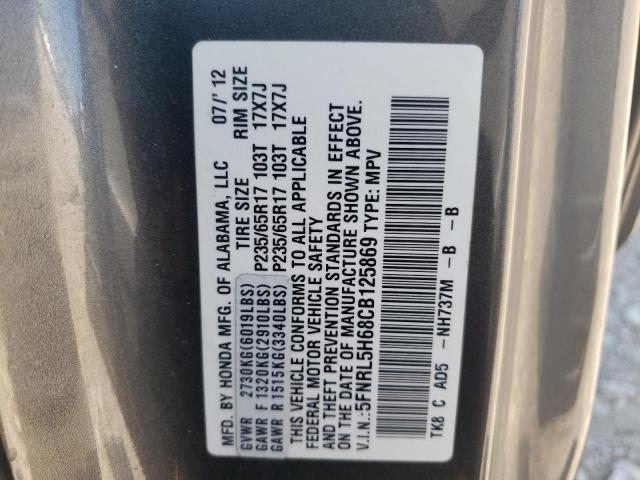 MFD. BY HONDA MFG. OF ALABAMA, LLC 07/'12
TIRE SIZE RIM SIZE
GVWR 2730KG(6019LBS)
GAWR F 1320KG(2910LBS) P235/65R17 103T 17X7J
GAWR R 1515KG(3340LBS) P235/65R17 103T 17X7J
THIS VEHICLE CONFORMS TO ALL APPLICABLE
FEDERAL MOTOR VEHICLE SAFETY
AND THEFT PREVENTION STANDARDS IN EFFECT
ON THE DATE OF MANUFACTURE SHOWN ABOVE.
V.I.N.: 5FNRL5H68CB125869 TYPE: MPV
TK8 C AD5 -NH737M -B -B